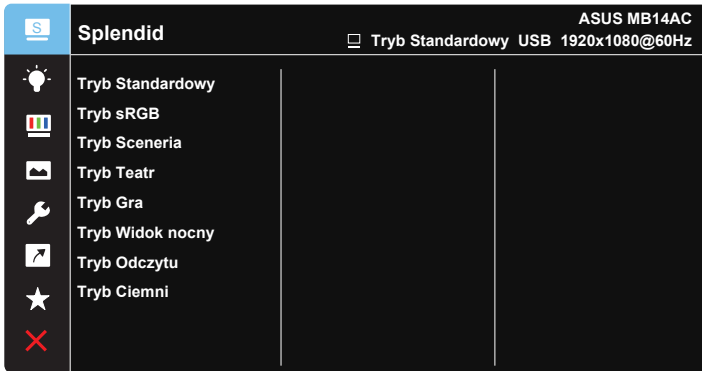 S
Splendid
ASUS MB14AC
Tryb Standardowy USB 1920x1080@60Hz
Tryb Standardowy
Tryb sRGB
Tryb Sceneria
Tryb Teatr
Tryb Gra
Tryb Widok nocny
Tryb Odczytu
Tryb Ciemni